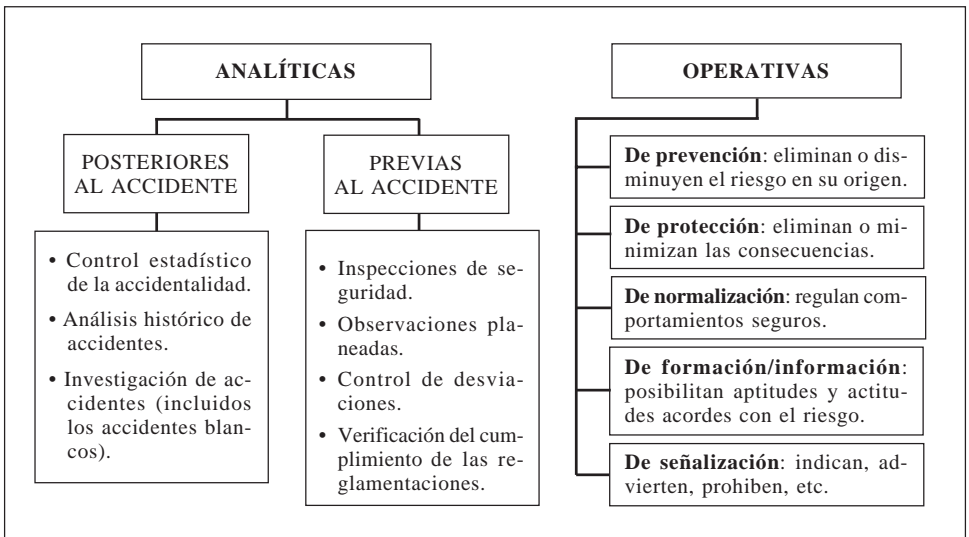 ANALÍTICAS
POSTERIORES
AL ACCIDENTE
• Control estadístico
de la accidentalidad.
• Análisis histórico de
accidentes.
• Investigación de ac-
cidentes (incluidos
los accidentes blan-
cos).
PREVIAS
AL ACCIDENTE
• Inspecciones de se-
guridad.
• Observaciones pla-
neadas.
• Control de desvia-
ciones.
• Verificación del cum-
plimiento de las re-
glamentaciones.
OPERATIVAS
De prevención: eliminan o dis-
minuyen el riesgo en su origen.
De protección: eliminan o mi-
nimizan las consecuencias.
De normalización: regulan com-
portamientos seguros.
De formación/información:
posibilitan aptitudes y actitu-
des acordes con el riesgo.
De señalización: indican, ad-
vierten, prohiben, etc.